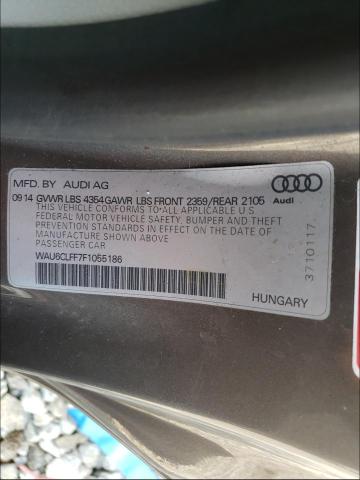 MFD. BY AUDI AG
09 14 GVWR LBS 4354 GAWR LBS FRONT 2359/REAR 2105
Audi
THIS VEHICLE CONFORMS TO ALL APPLICABLE U S
FEDERAL MOTOR VEHICLE SAFETY, BUMPER AND THEFT
PREVENTION STANDARDS IN EFFECT ON THE DATE OF
MANUFACTURE SHOWN ABOVE.
PASSENGER CAR
WAU6CLFF7F1055186
HUNGARY
3710117